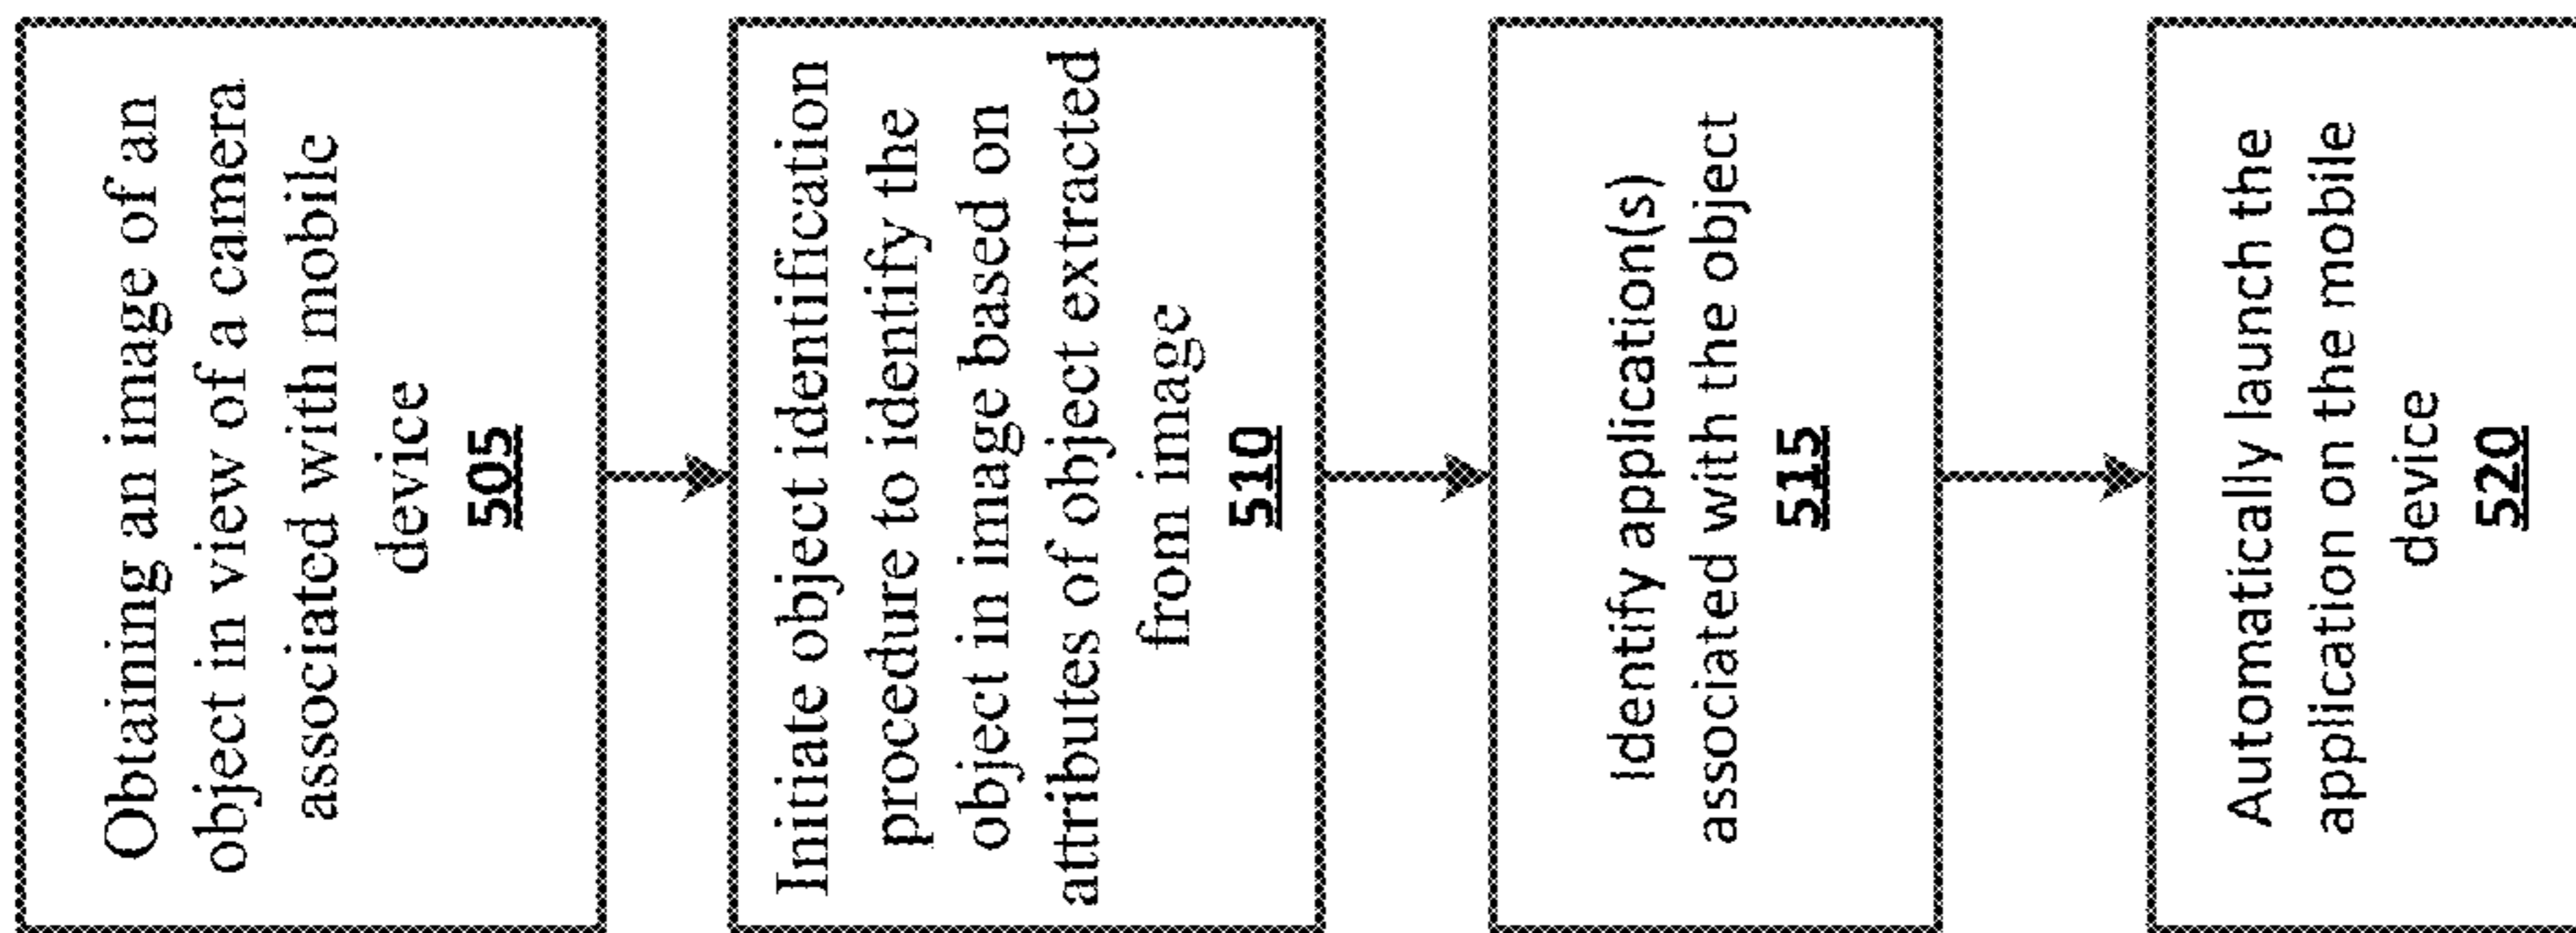 Obtaining an image of an
object in view of a camera
associated with mobile
device
505
Initiate object identification
procedure to identify the
object in image based on
attributes of object extracted
from image
510
Identify application(s)
associated with the object
515
Automatically launch the
application on the mobile
device
520